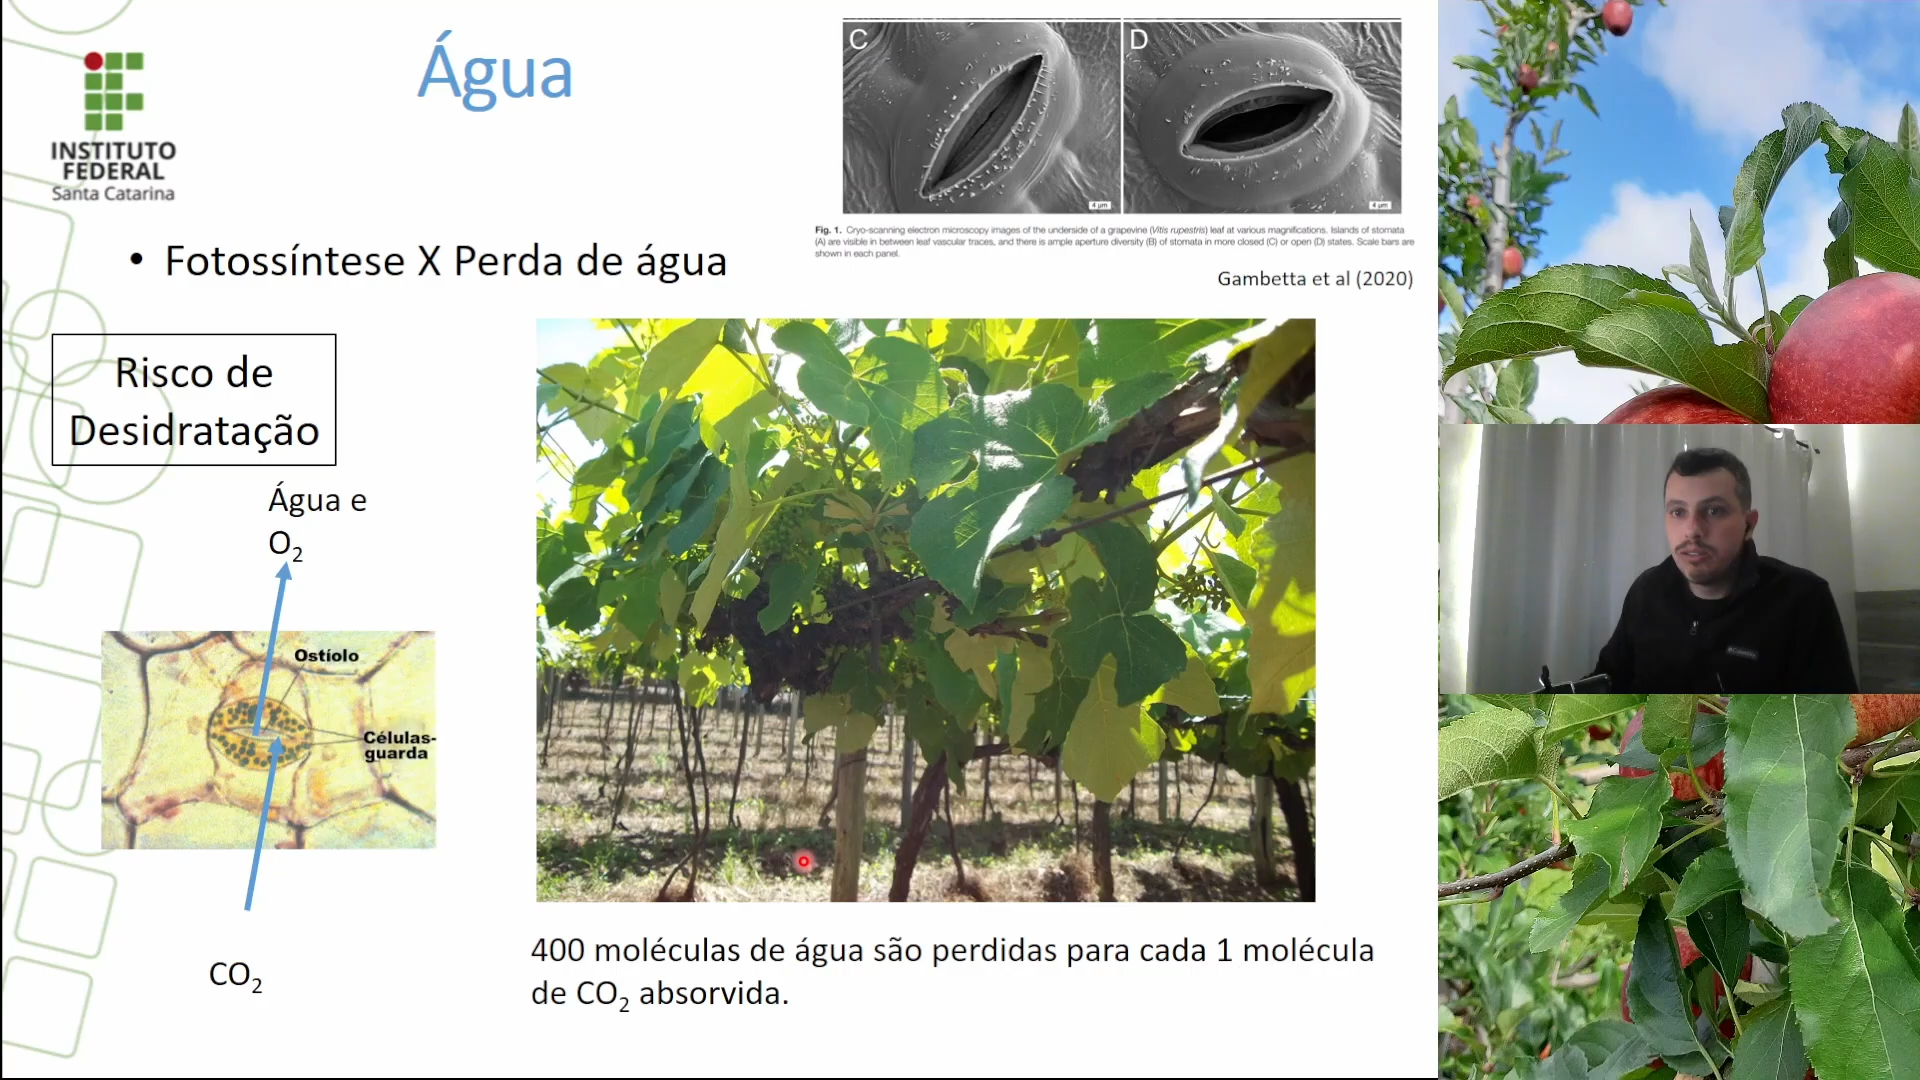 Água
INSTITUTO
FEDERAL
Santa Catarina
C
D
4 µm
4 µm
Fig. 1. Cryo-scanning electron microscopy images of the underside of a grapevine (Vitis rupestris) leaf at various magnifications. Islands of stomata
(A) are visible in between leaf vascular traces, and there is ample aperture diversity (B) of stomata in more closed (C) or open (D) states. Scale bars are
shown in each panel.
Gambetta et al (2020)
• Fotossíntese X Perda de água
Risco de
Desidratação
Água e
O₂
Ostíolo
Células-
guarda
CO₂
400 moléculas de água são perdidas para cada 1 molécula
de CO₂ absorvida.